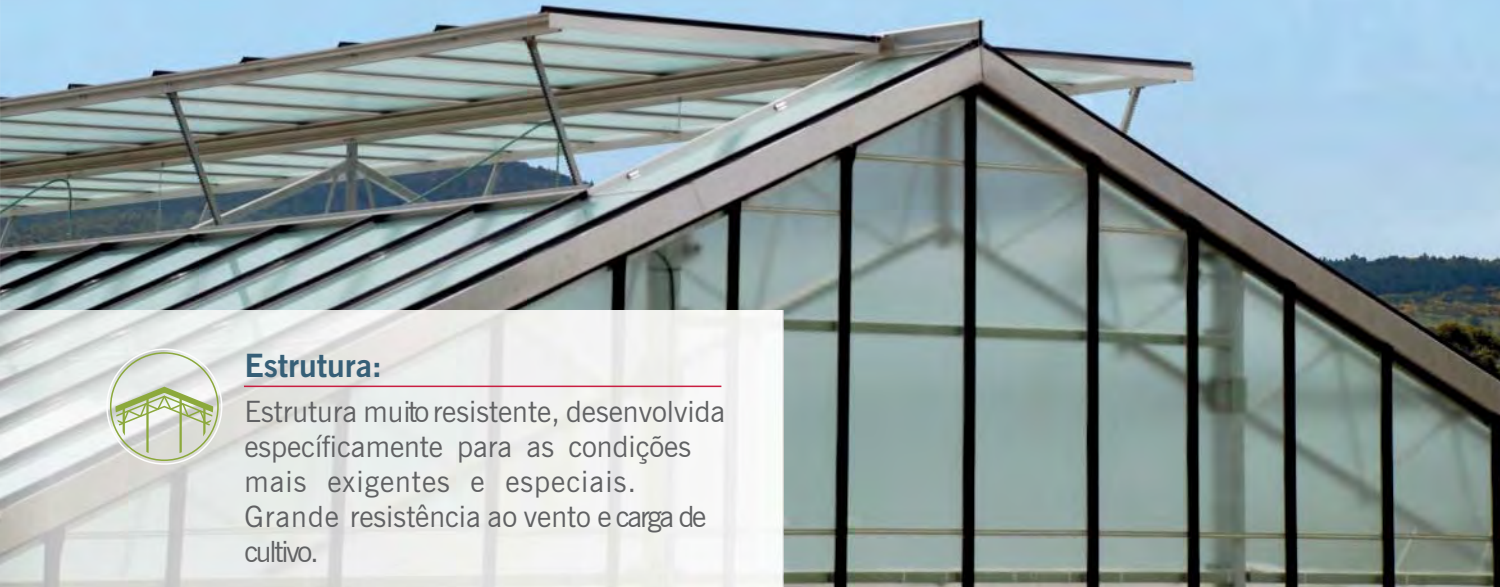 Estrutura:
Estrutura muito resistente, desenvolvida
específicamente para as condições
mais exigentes e especiais.
Grande resistência ao vento e carga de
cultivo.